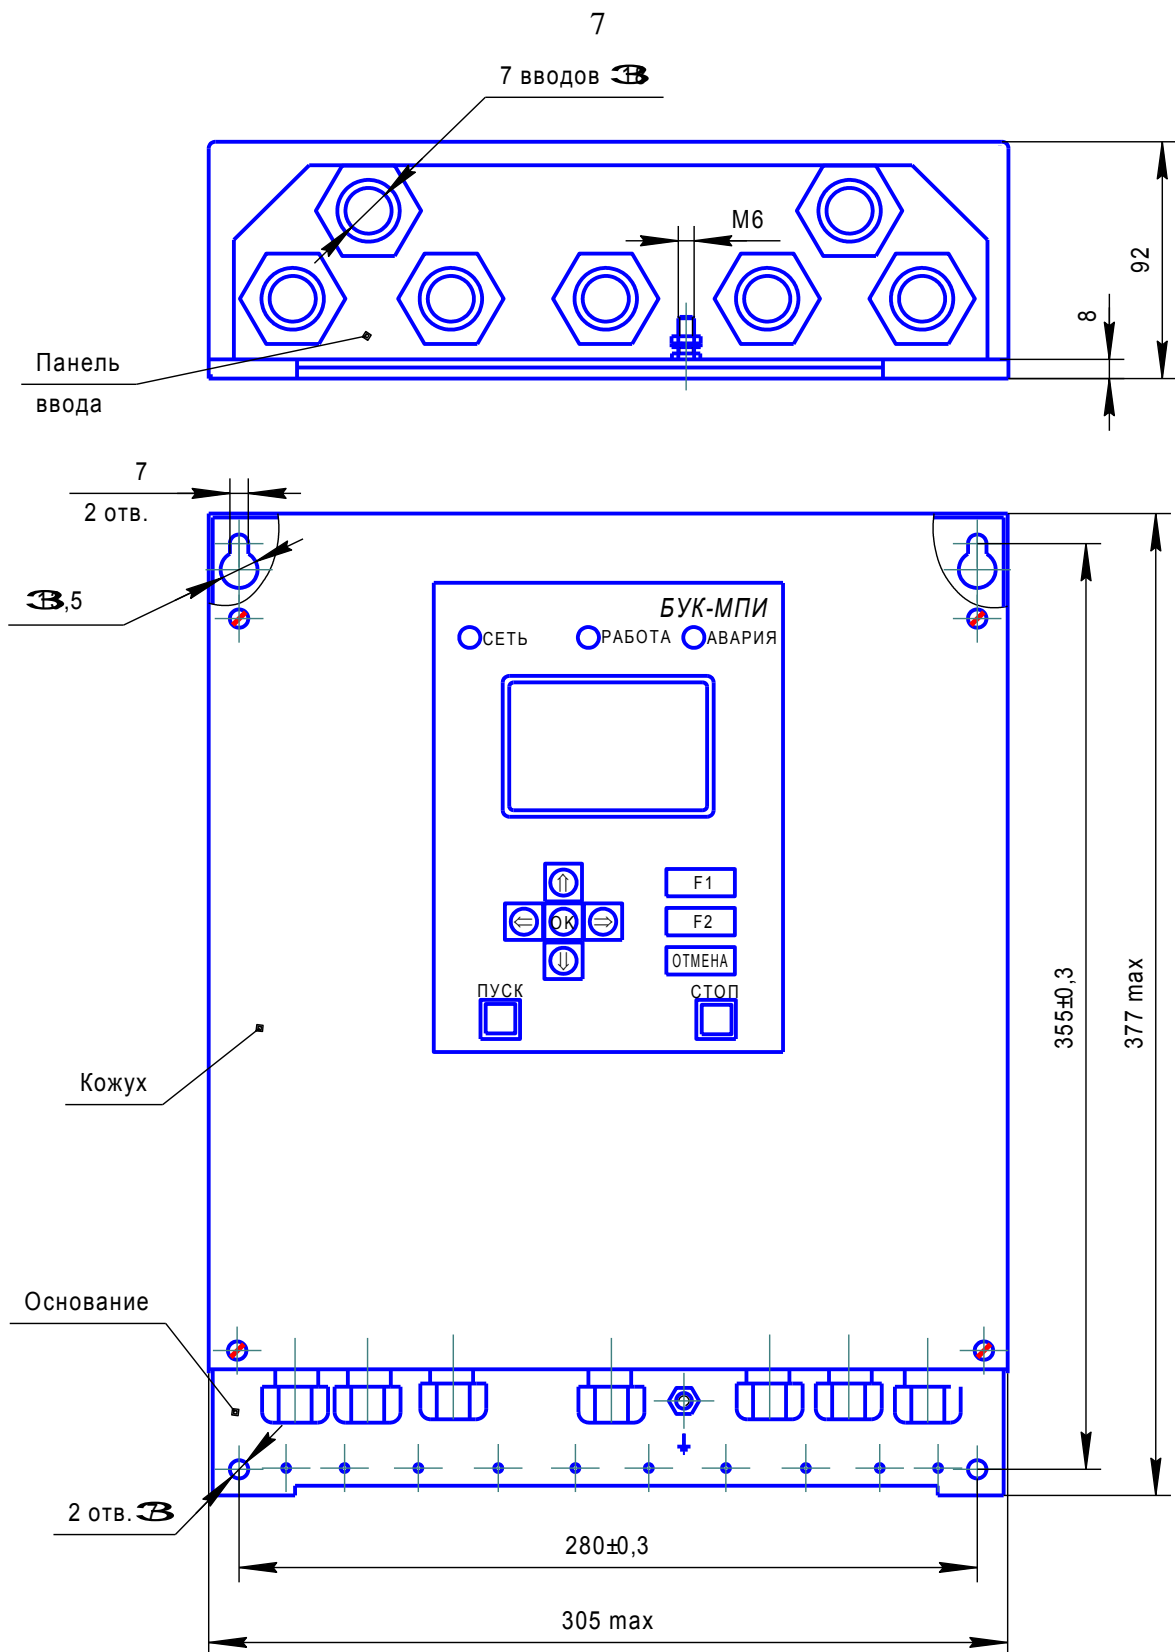 7
7 вводов
М6
92
8
Панель
ввода
7
2 отв.
,5
БУК-МПИ
СЕТЬ
РАБОТА
АВАРИЯ
OK
F1
F2
ОТМЕНА
ПУСК
СТОП
355±0,3
377 max
Кожух
Основание
2 отв.
280±0,3
305 max